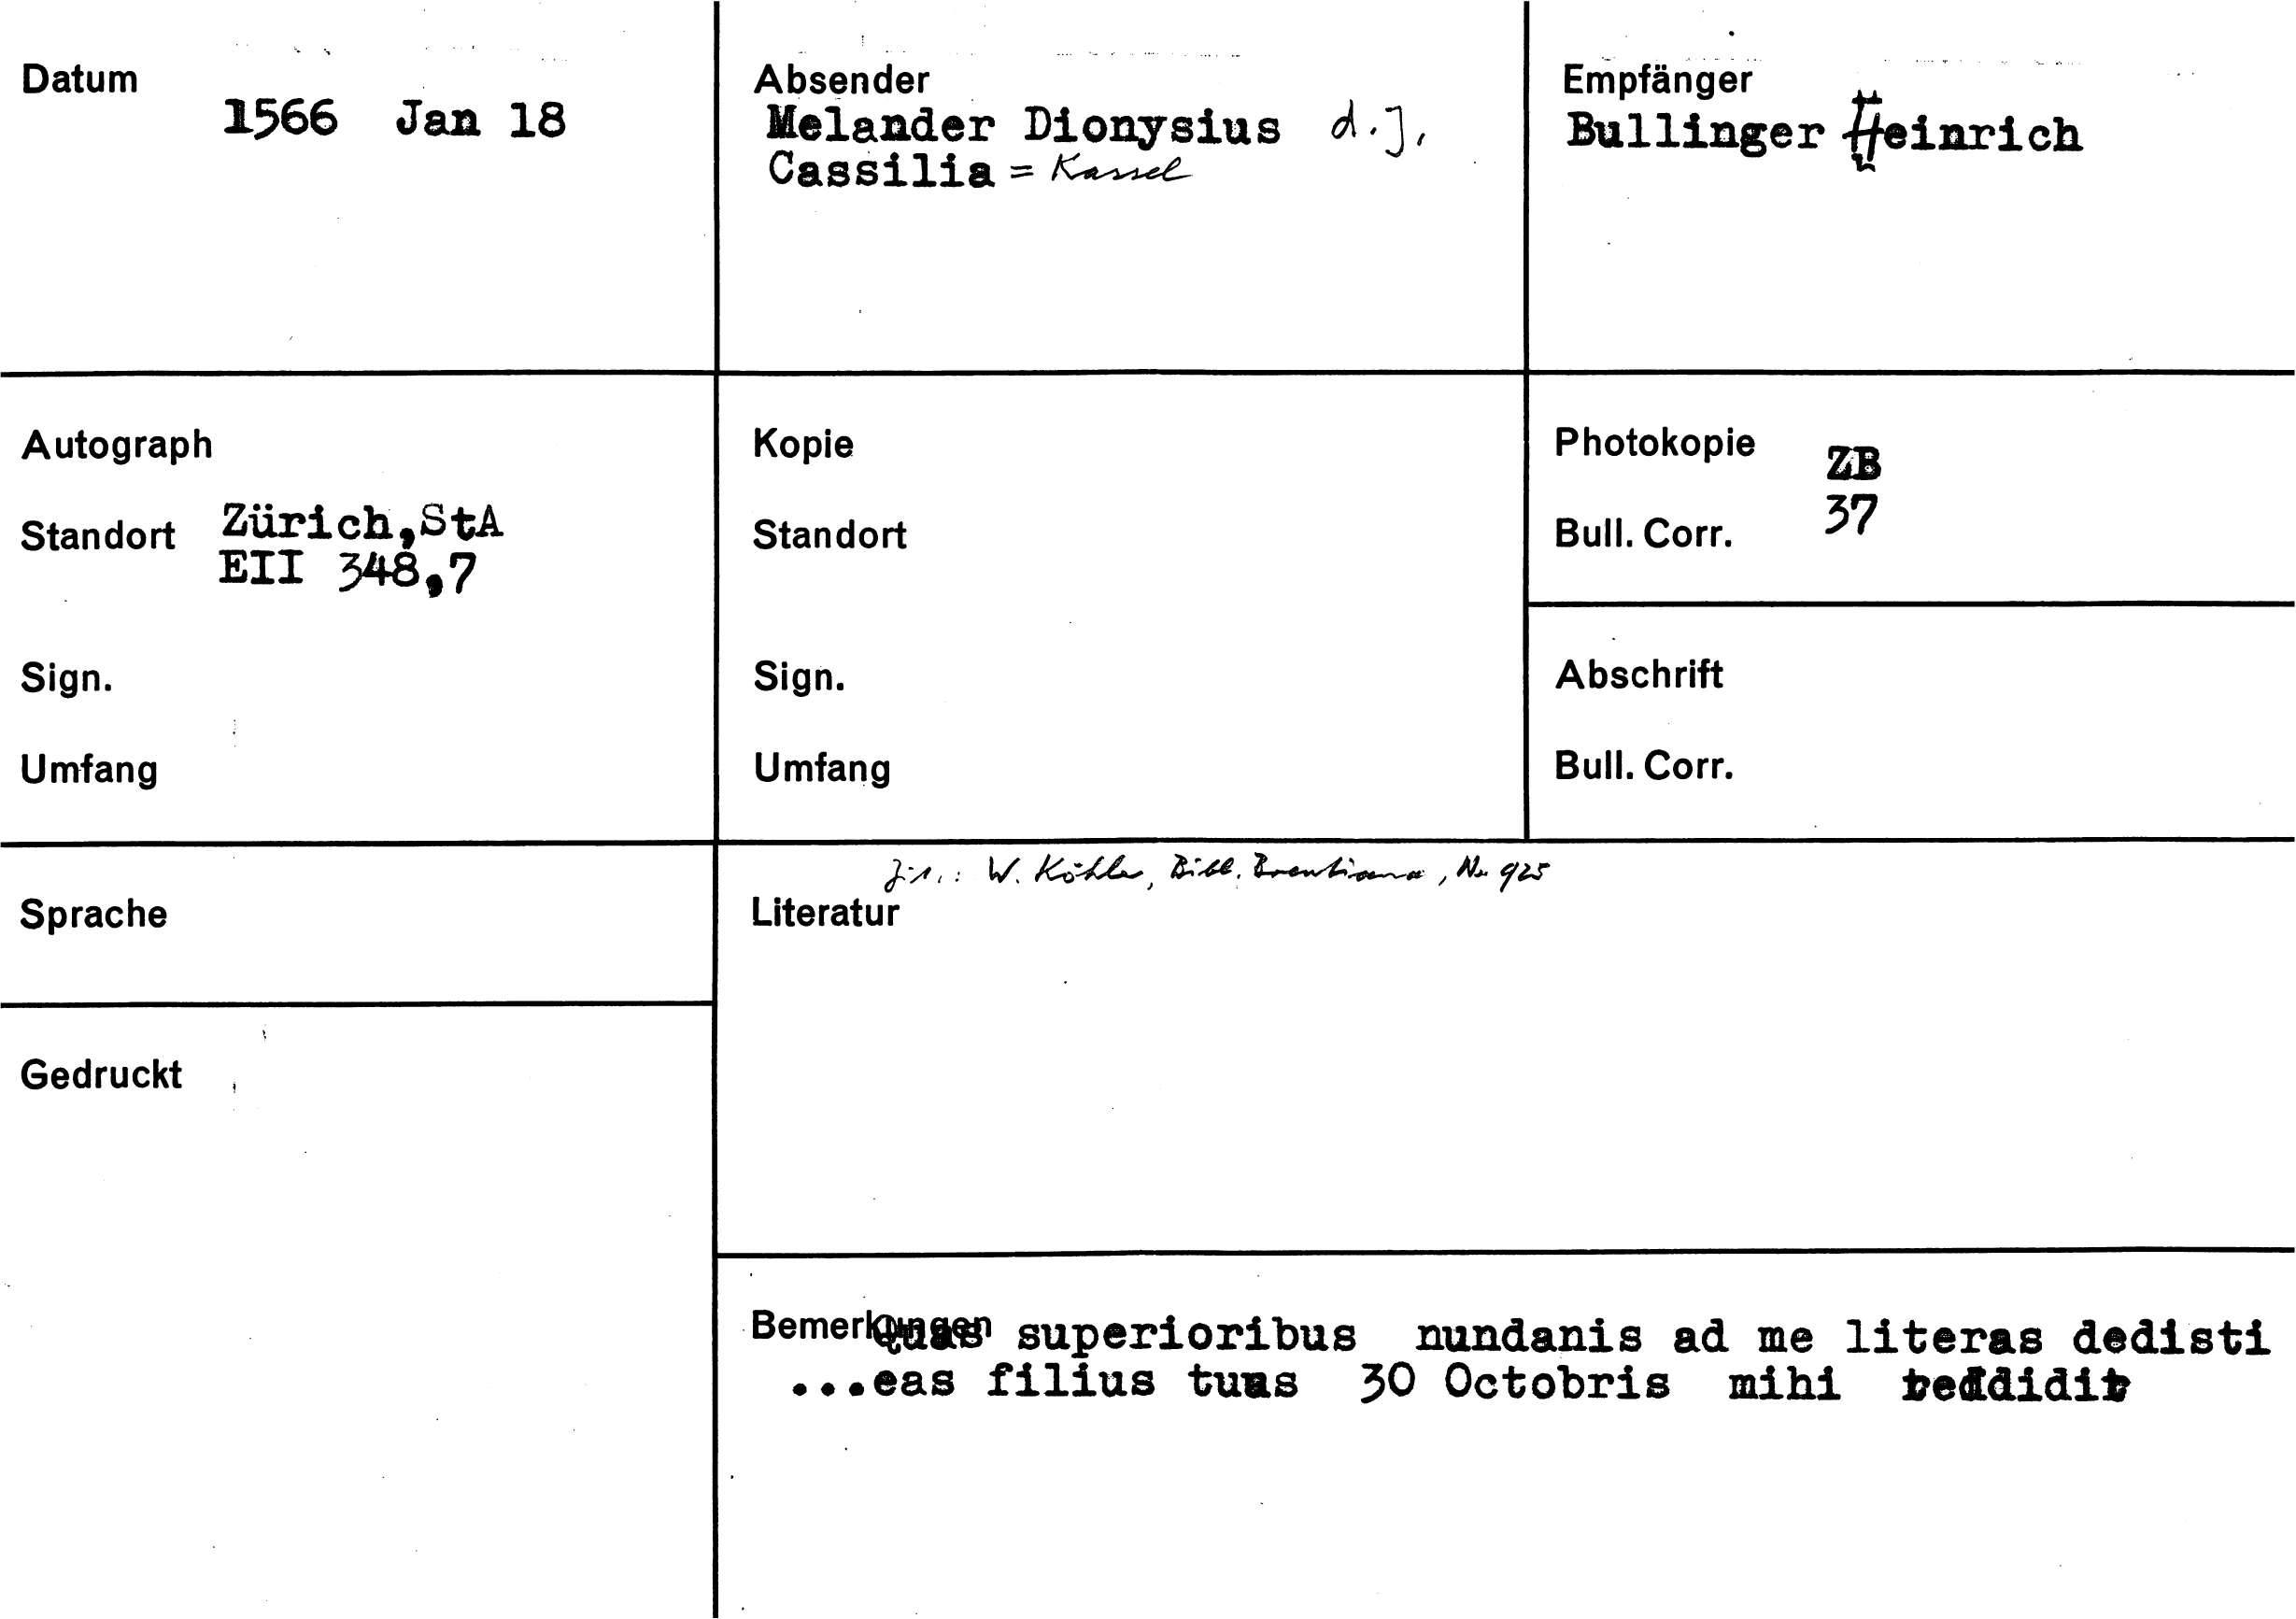 Datum
1566 Jan 18
Absender
Melander Dionysius d.J.
Cassilia = Kassel
Empfänger
Bullinger Heinrich
Autograph
Standort Zürich,StA
EII 348,7
Sign.
Umfang
Kopie
Standort
Sign.
Umfang
Photokopie ZB
Bull. Corr. 37
Abschrift
Bull. Corr.
Sprache
Gedruckt
W. Köhler, Bibl. Brentiana, Nr 925
Literatur
Bemerkungen
Quas superioribus nundanis ad me literas dedisti
...eas filius tuus 30 Octobris mihi reddidit